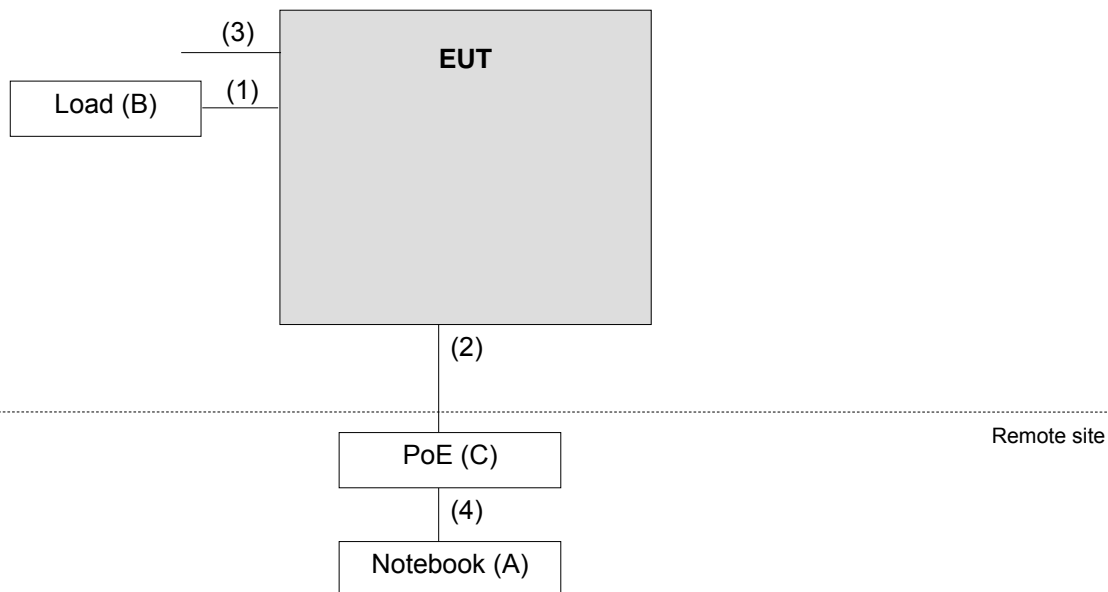 (3)
EUT
Load (B)
(1)
(2)
Remote site
PoE (C)
(4)
Notebook (A)